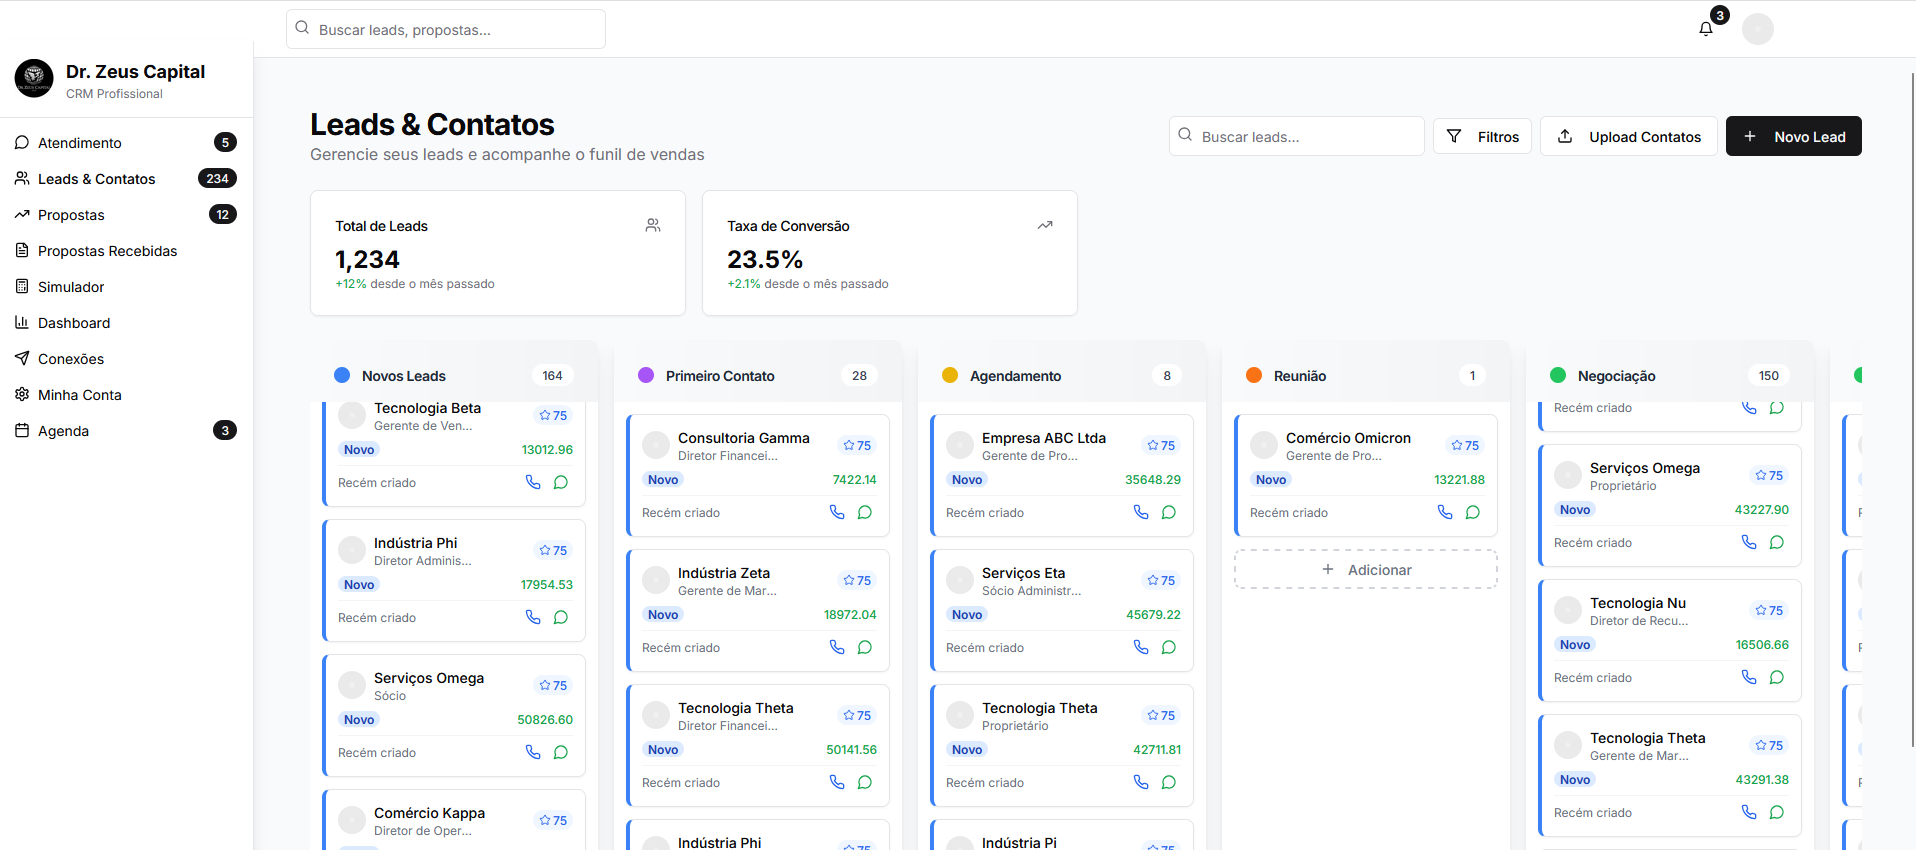 Buscar leads, propostas...
3
Dr. Zeus Capital
CRM Profissional
Atendimento 5
Leads & Contatos 234
Propostas 12
Propostas Recebidas
Simulador
Dashboard
Conexões
Minha Conta
Agenda 3
Leads & Contatos
Gerencie seus leads e acompanhe o funil de vendas
Buscar leads...
Filtros
Upload Contatos
Novo Lead
Total de Leads
1,234
+12% desde o mês passado
Taxa de Conversão
23.5%
+2.1% desde o mês passado
Novos Leads 164
Tecnologia Beta 75
Gerente de Ven...
Novo 13012.96
Recém criado
Indústria Phi 75
Diretor Adminis...
Novo 17954.53
Recém criado
Serviços Omega 75
Sócio
Novo 50826.60
Recém criado
Comércio Kappa 75
Diretor de Oper...
Primeiro Contato 28
Consultoria Gamma 75
Diretor Financei...
Novo 7422.14
Recém criado
Indústria Zeta 75
Gerente de Mar...
Novo 18972.04
Recém criado
Tecnologia Theta 75
Diretor Financei...
Novo 50141.56
Recém criado
Indústria Phi 75
Agendamento 8
Empresa ABC Ltda 75
Gerente de Pro...
Novo 35648.29
Recém criado
Serviços Eta 75
Sócio Administr...
Novo 45679.22
Recém criado
Tecnologia Theta 75
Proprietário
Novo 42711.81
Recém criado
Indústria Pi 75
Reunião 1
Comércio Omicron 75
Gerente de Pro...
Novo 13221.88
Recém criado
Adicionar
Negociação 150
Recém criado
Serviços Omega 75
Proprietário
Novo 43227.90
Recém criado
Tecnologia Nu 75
Diretor de Recu...
Novo 16506.66
Recém criado
Tecnologia Theta 75
Gerente de Mar...
Novo 43291.38
Recém criado